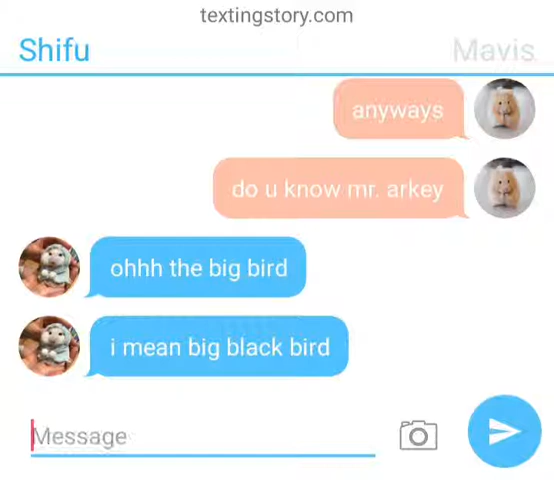 textingstory.com
Shifu
Mavis
anyways
do u know mr. arkey
ohhh the big bird
i mean big black bird
Message